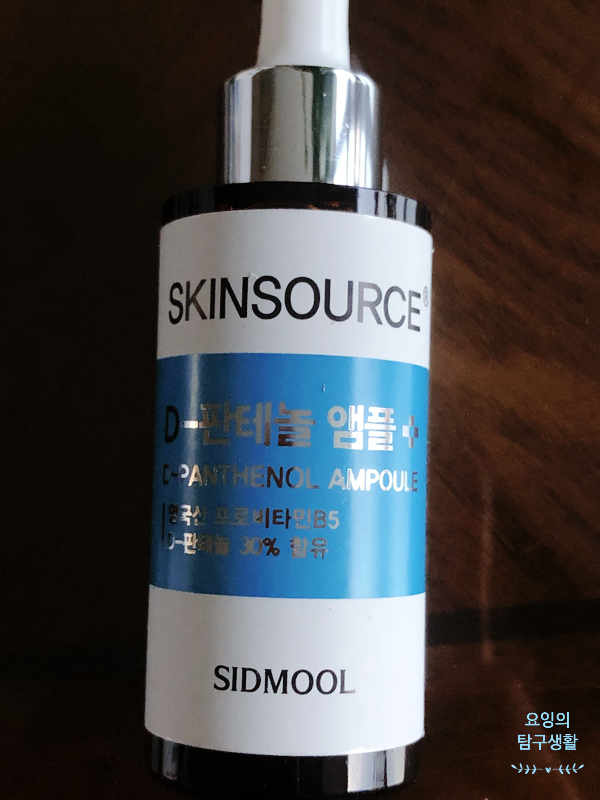 SKINSOURCE®
D-판테놀 앰플+
D-PANTHENOL AMPOULE
영국산 프로비타민B5
D-판테놀 30% 함유
SIDMOOL
요잉의
탐구생활